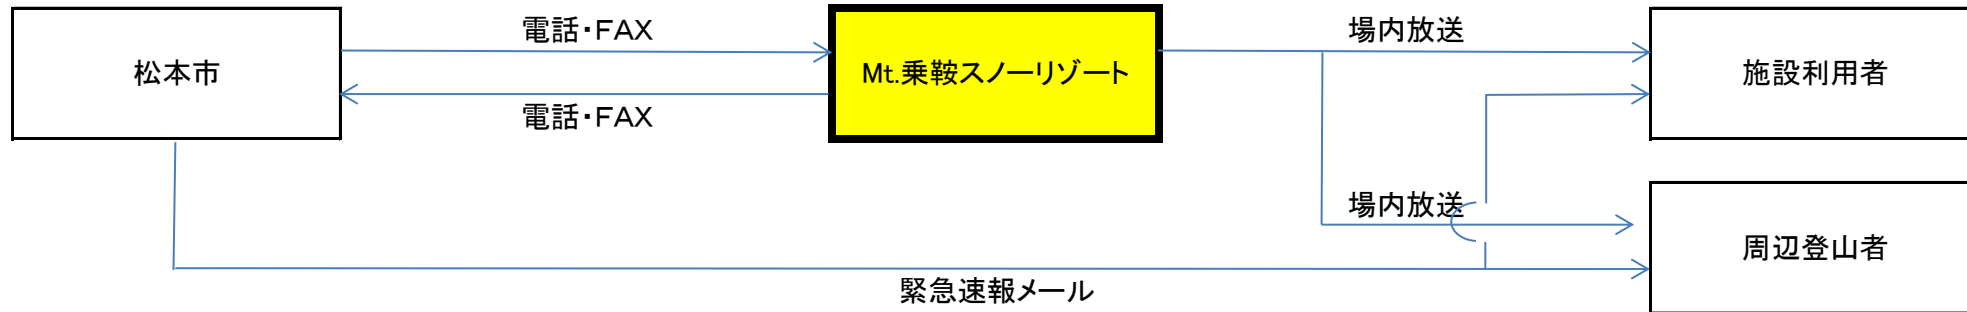 電話・FAX
場内放送
松本市
Mt.乗鞍スノーリゾート
施設利用者
電話・FAX
場内放送
周辺登山者
緊急速報メール